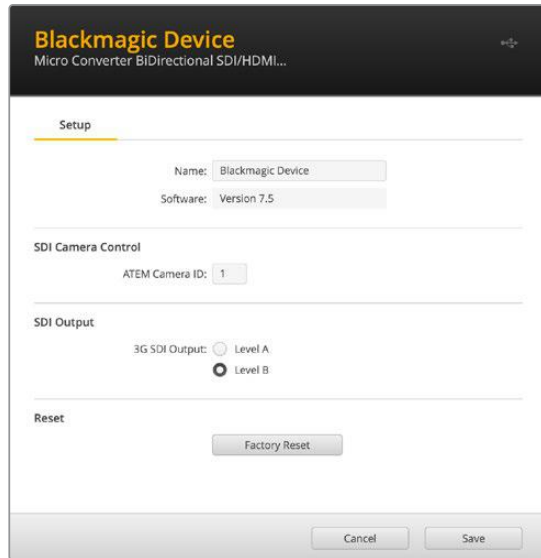 Blackmagic Device
Micro Converter BiDirectional SDI/HDMI...
Setup
Name: Blackmagic Device
Software: Version 7.5
SDI Camera Control
ATEM Camera ID: 1
SDI Output
3G SDI Output: Level A
Level B
Reset
Factory Reset
Cancel Save